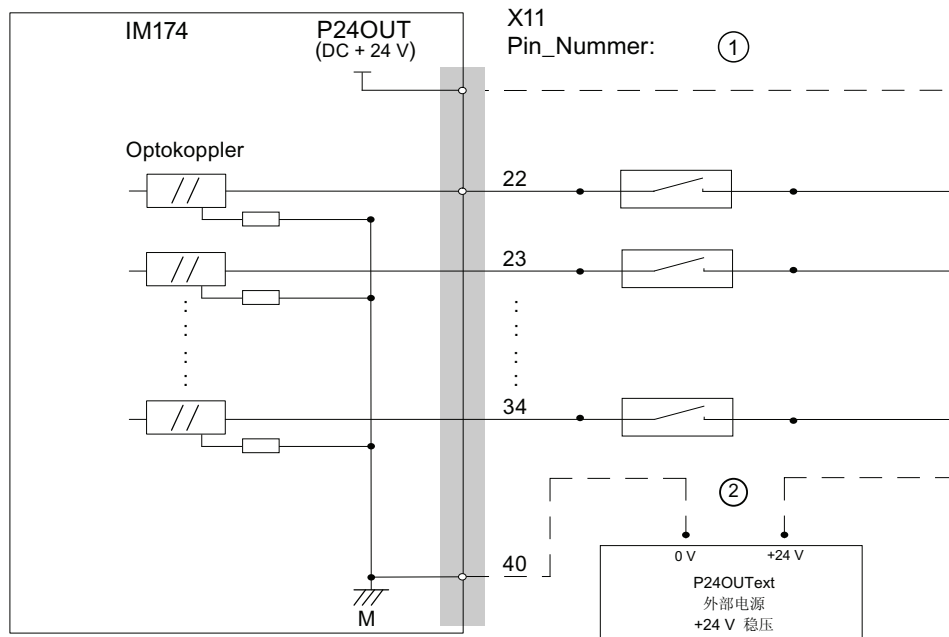 IM174
P24OUT
(DC + 24 V)
X11
Pin_Nummer:
1
Optokoppler
22
23
34
2
40
0 V
+24 V
P24OUText
外部电源
+24 V 稳压
M